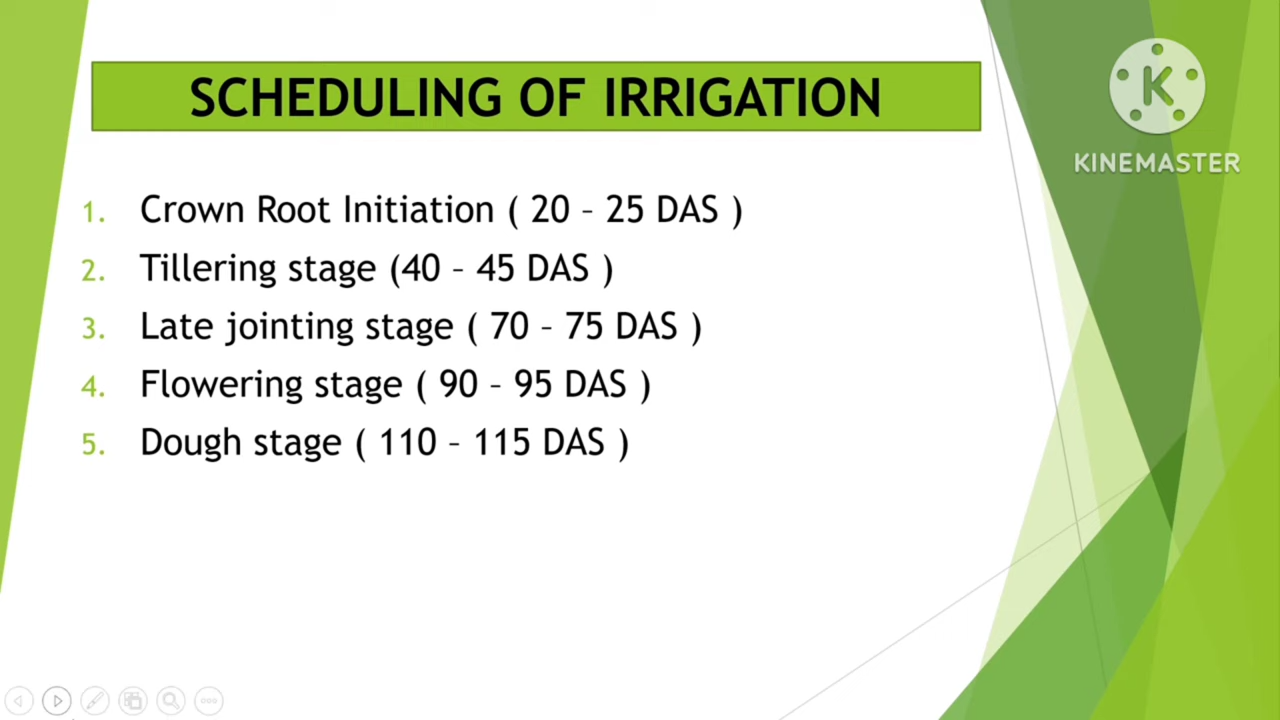 SCHEDULING OF IRRIGATION
K
KINEMASTER
1. Crown Root Initiation ( 20 – 25 DAS )
2. Tillering stage (40 – 45 DAS )
3. Late jointing stage ( 70 – 75 DAS )
4. Flowering stage ( 90 – 95 DAS )
5. Dough stage ( 110 – 115 DAS )